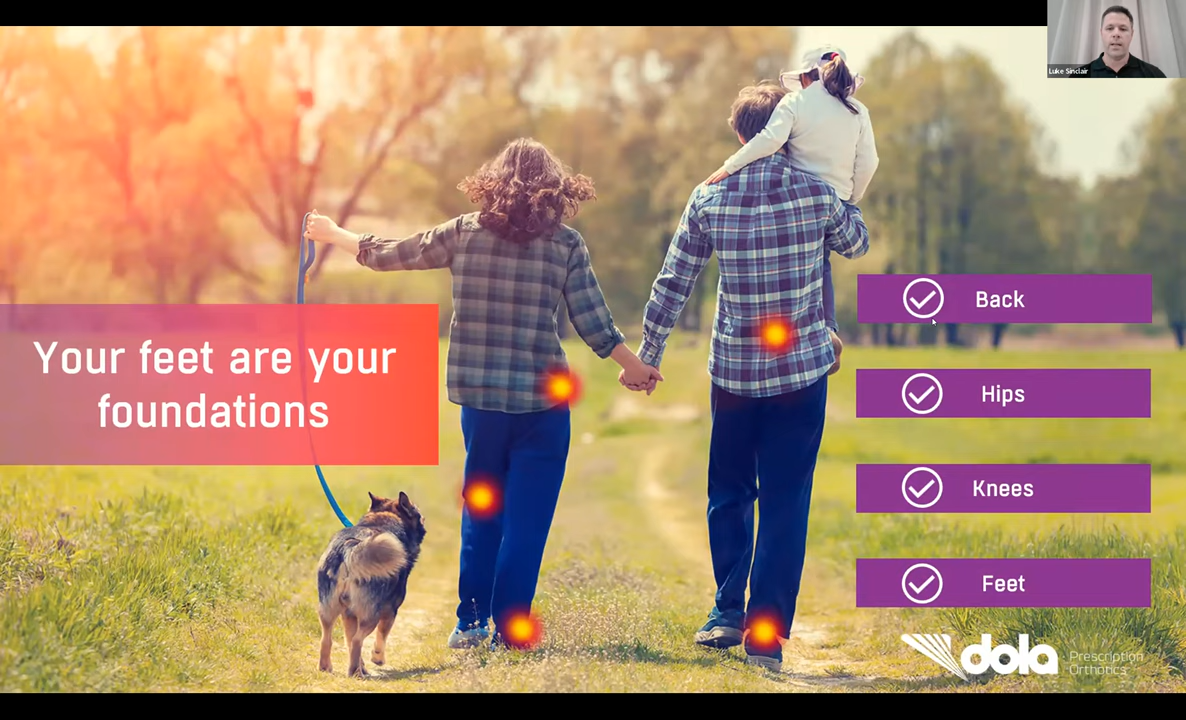 Luke Sinclair
Your feet are your
foundations
Back
Hips
Knees
Feet
dola
Prescription
Orthotics